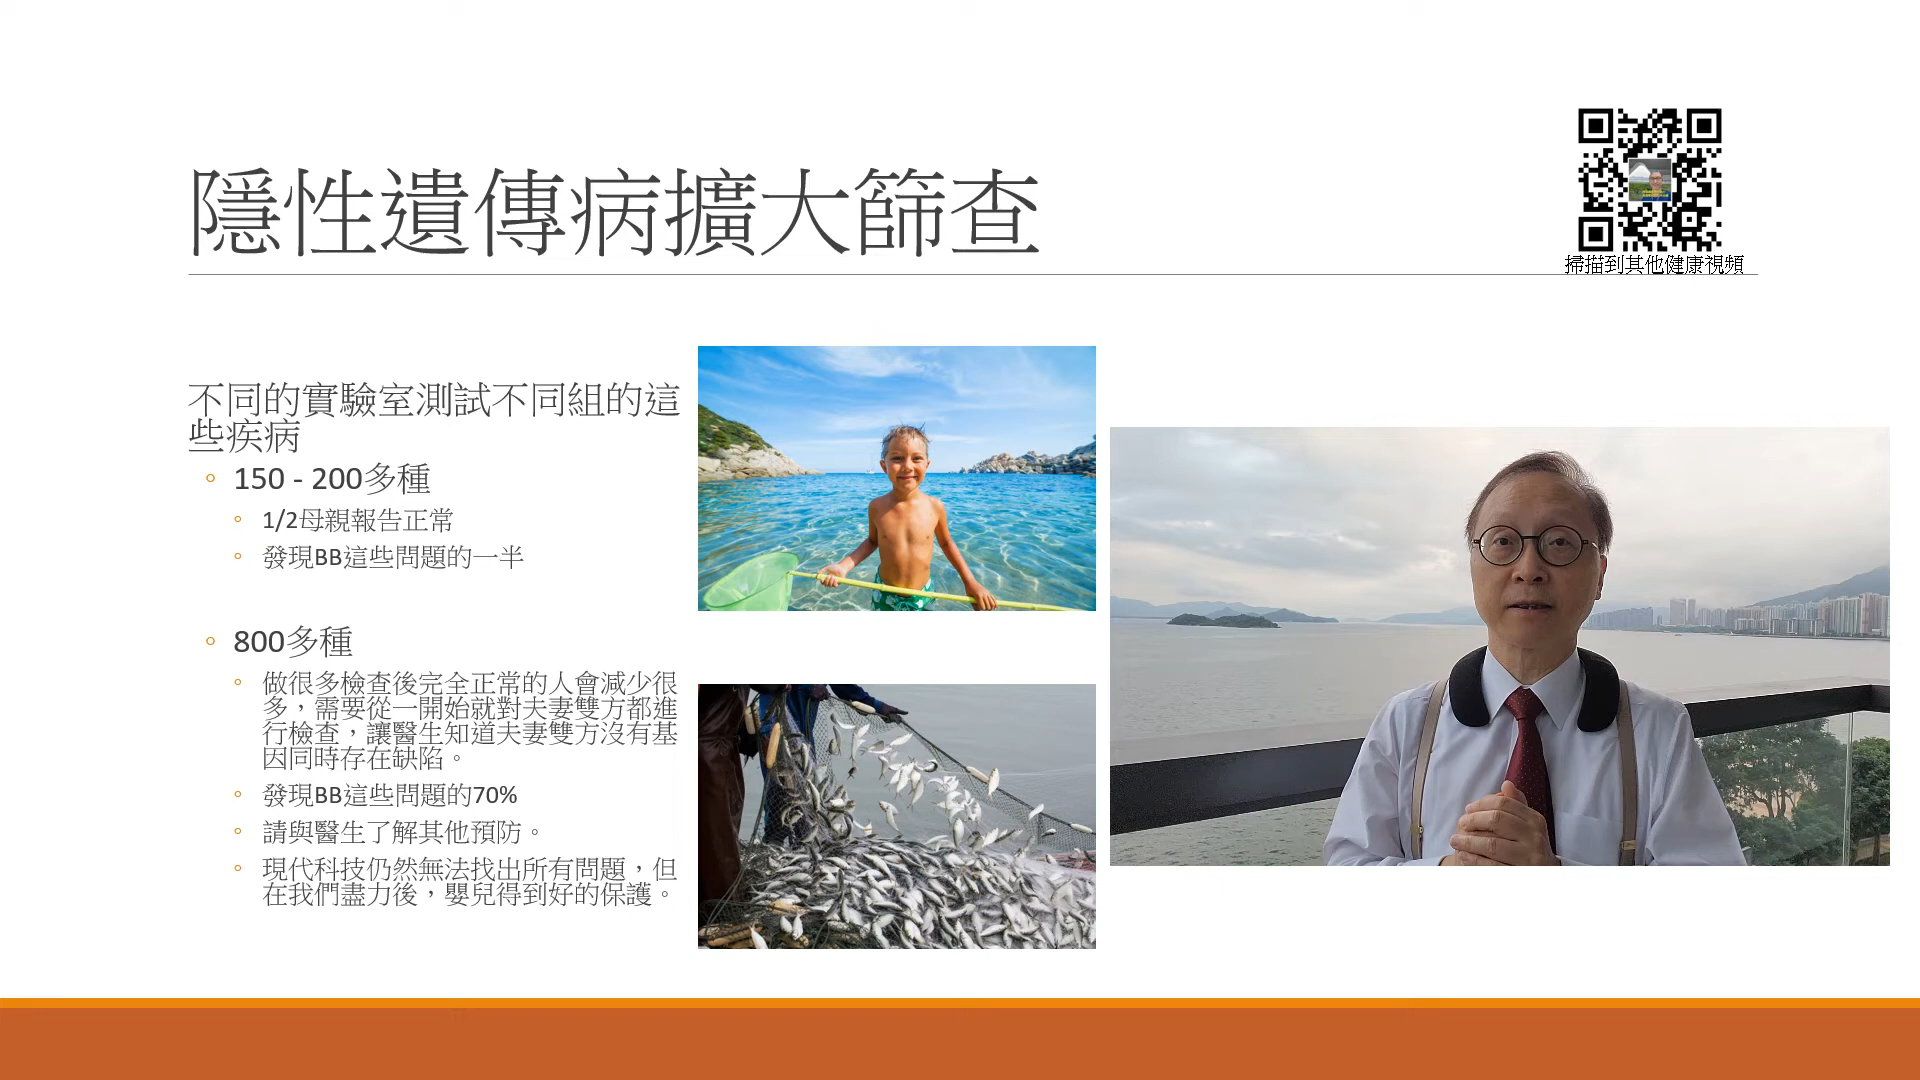 隱性遺傳病擴大篩查
掃描到其他健康視頻
不同的實驗室測試不同組的這
些疾病
150 - 200多種
1/2母親報告正常
發現BB這些問題的一半
800多種
做很多檢查後完全正常的人會減少很
多，需要從一開始就對夫妻雙方都進
行檢查，讓醫生知道夫妻雙方沒有基
因同時存在缺陷。
發現BB這些問題的70%
請與醫生了解其他預防。
現代科技仍然無法找出所有問題，但
在我們盡力後，嬰兒得到好的保護。